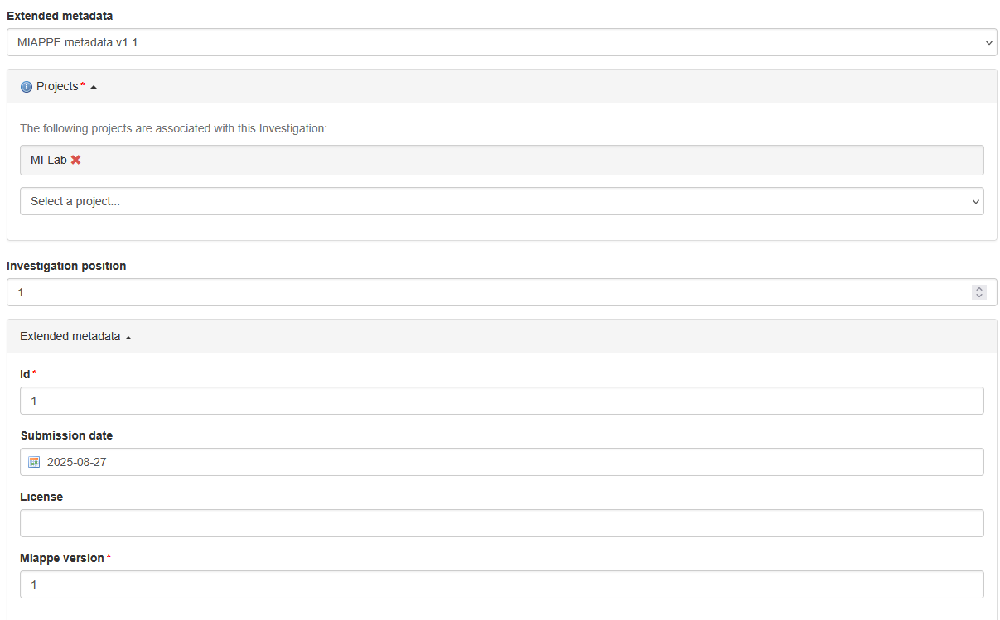 Extended metadata
MIAPPE metadata v1.1
Projects*
The following projects are associated with this Investigation:
MI-Lab
Select a project...
Investigation position
1
Extended metadata
Id*
1
Submission date
2025-08-27
License
Miappe version*
1